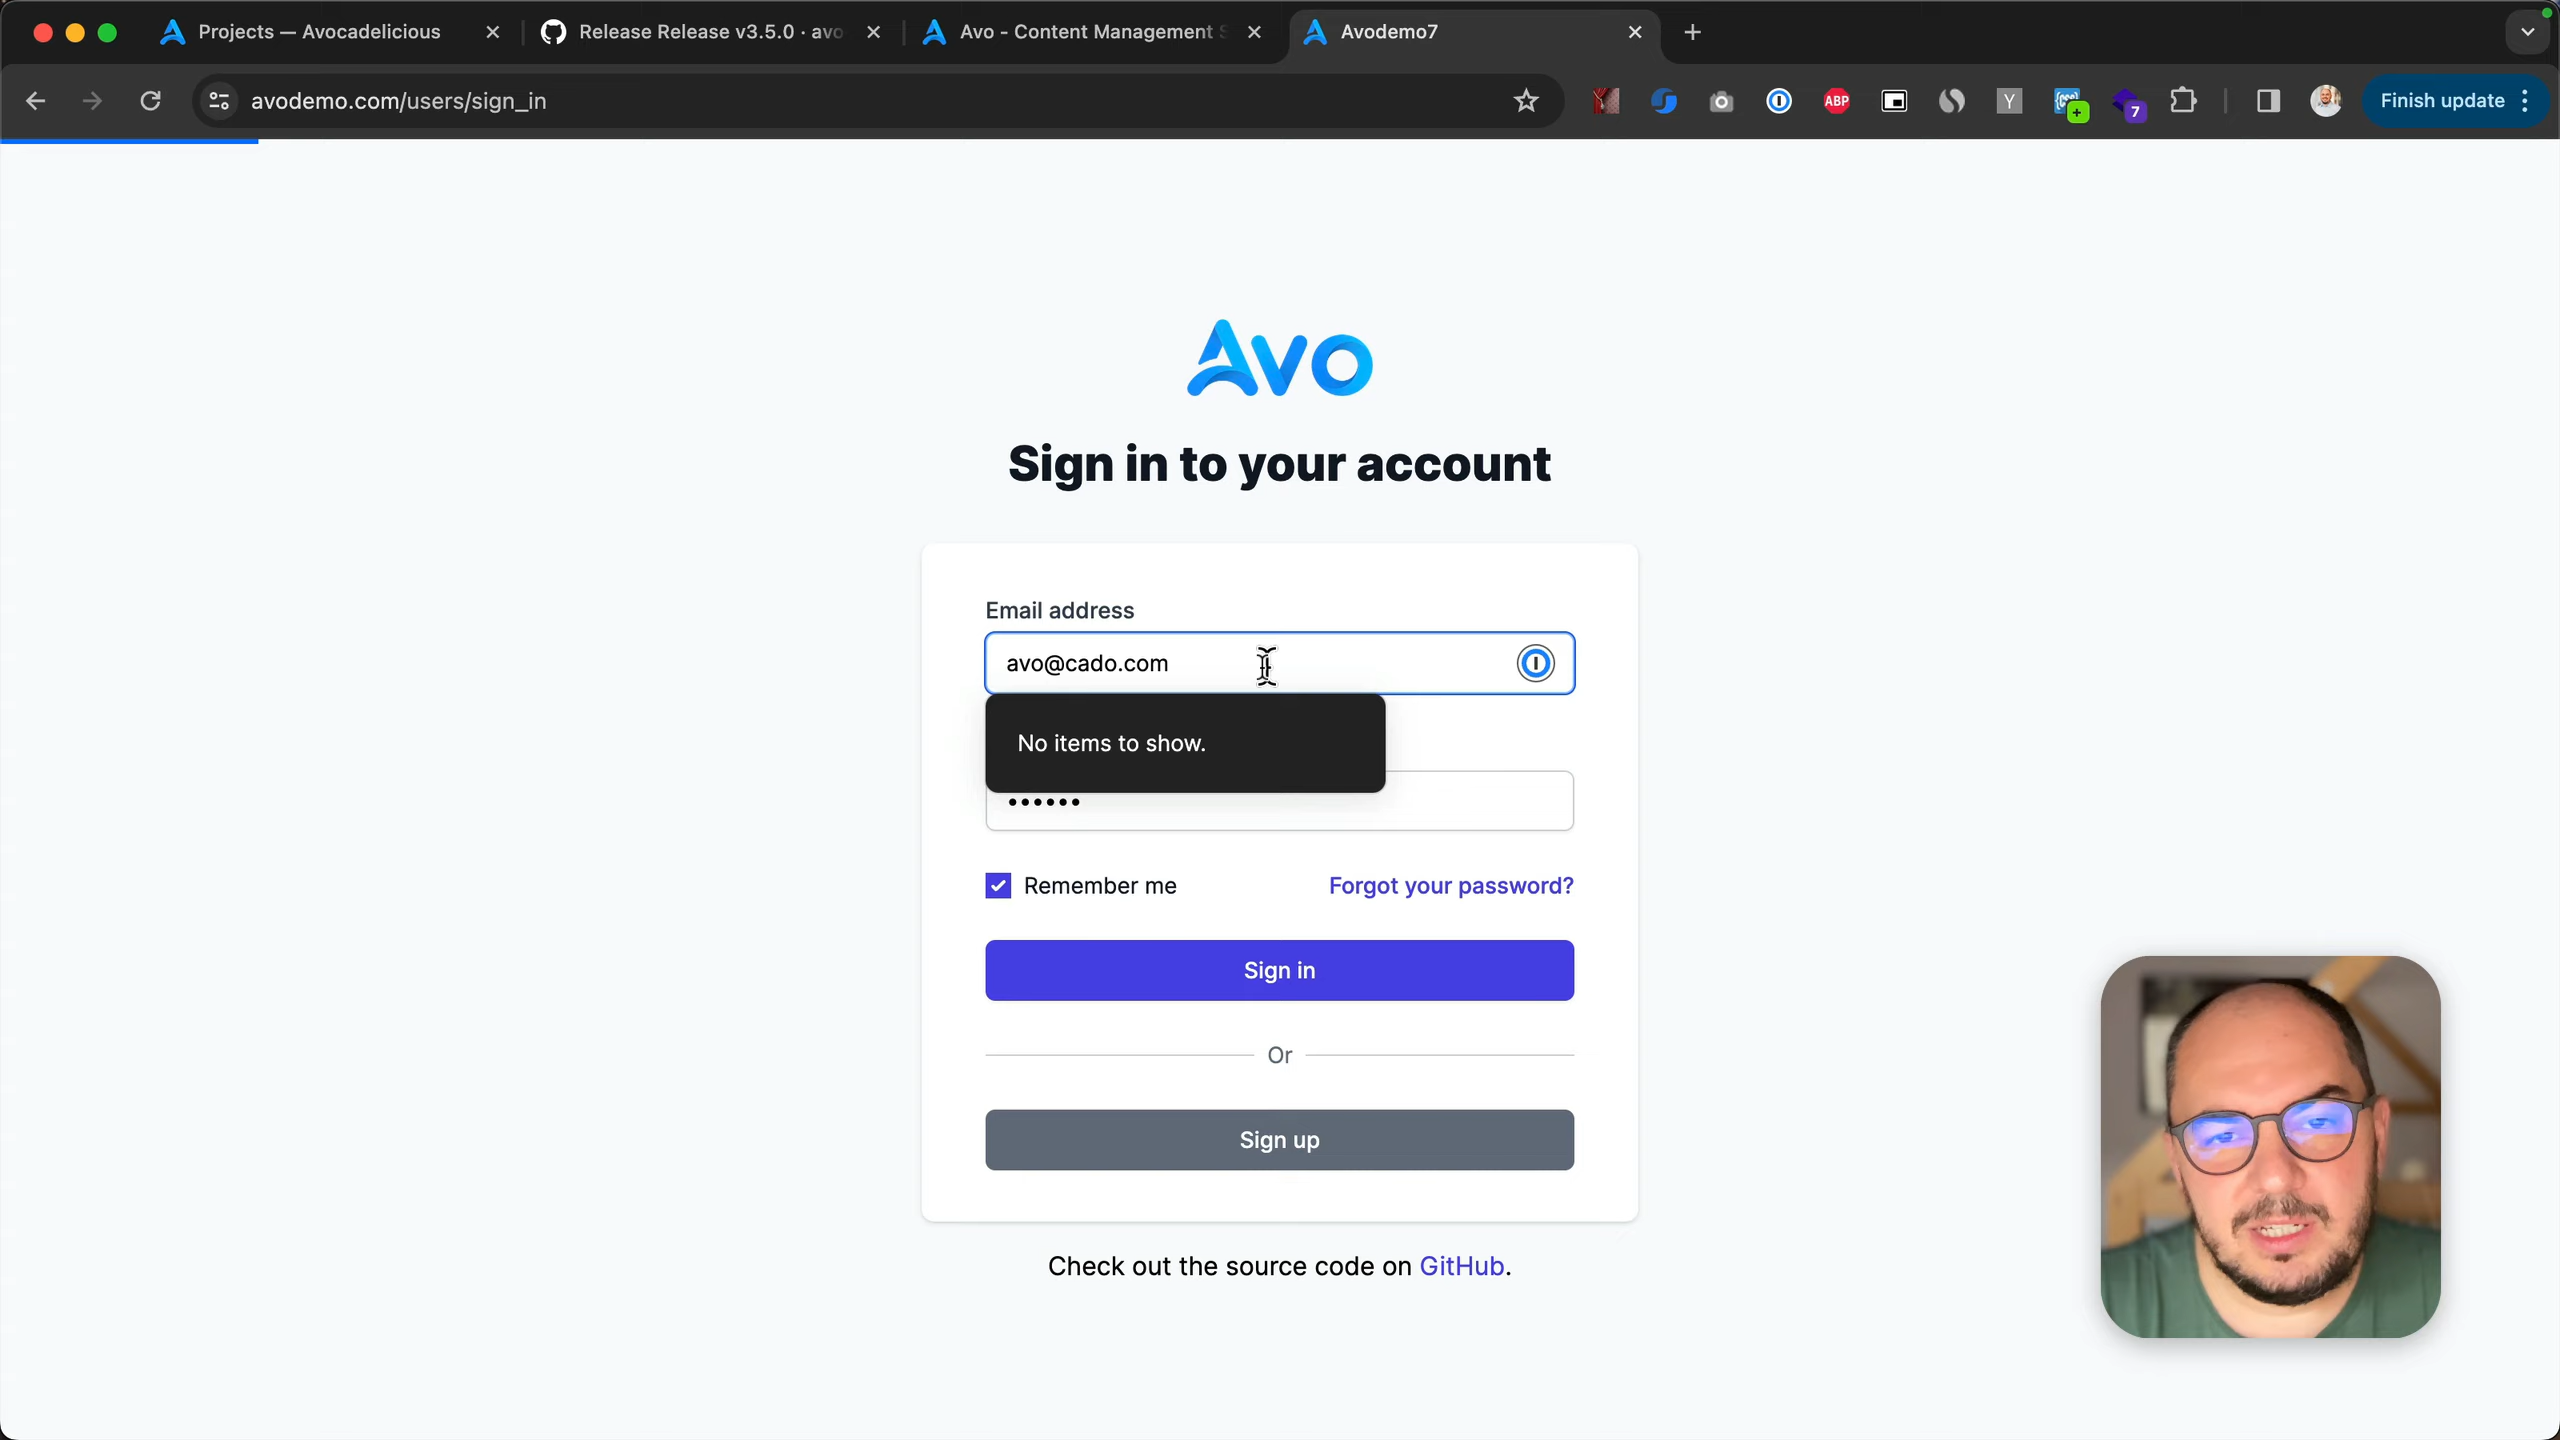 Projects — Avocadelicious
Release Release v3.5.0 · avo
Avo - Content Management S
Avodemo7
avodemo.com/users/sign_in
ABP
Y
+
7
Finish update
Avo
Sign in to your account
Email address
avo@cado.com
No items to show.
••••••
Remember me
Forgot your password?
Sign in
Or
Sign up
Check out the source code on GitHub.